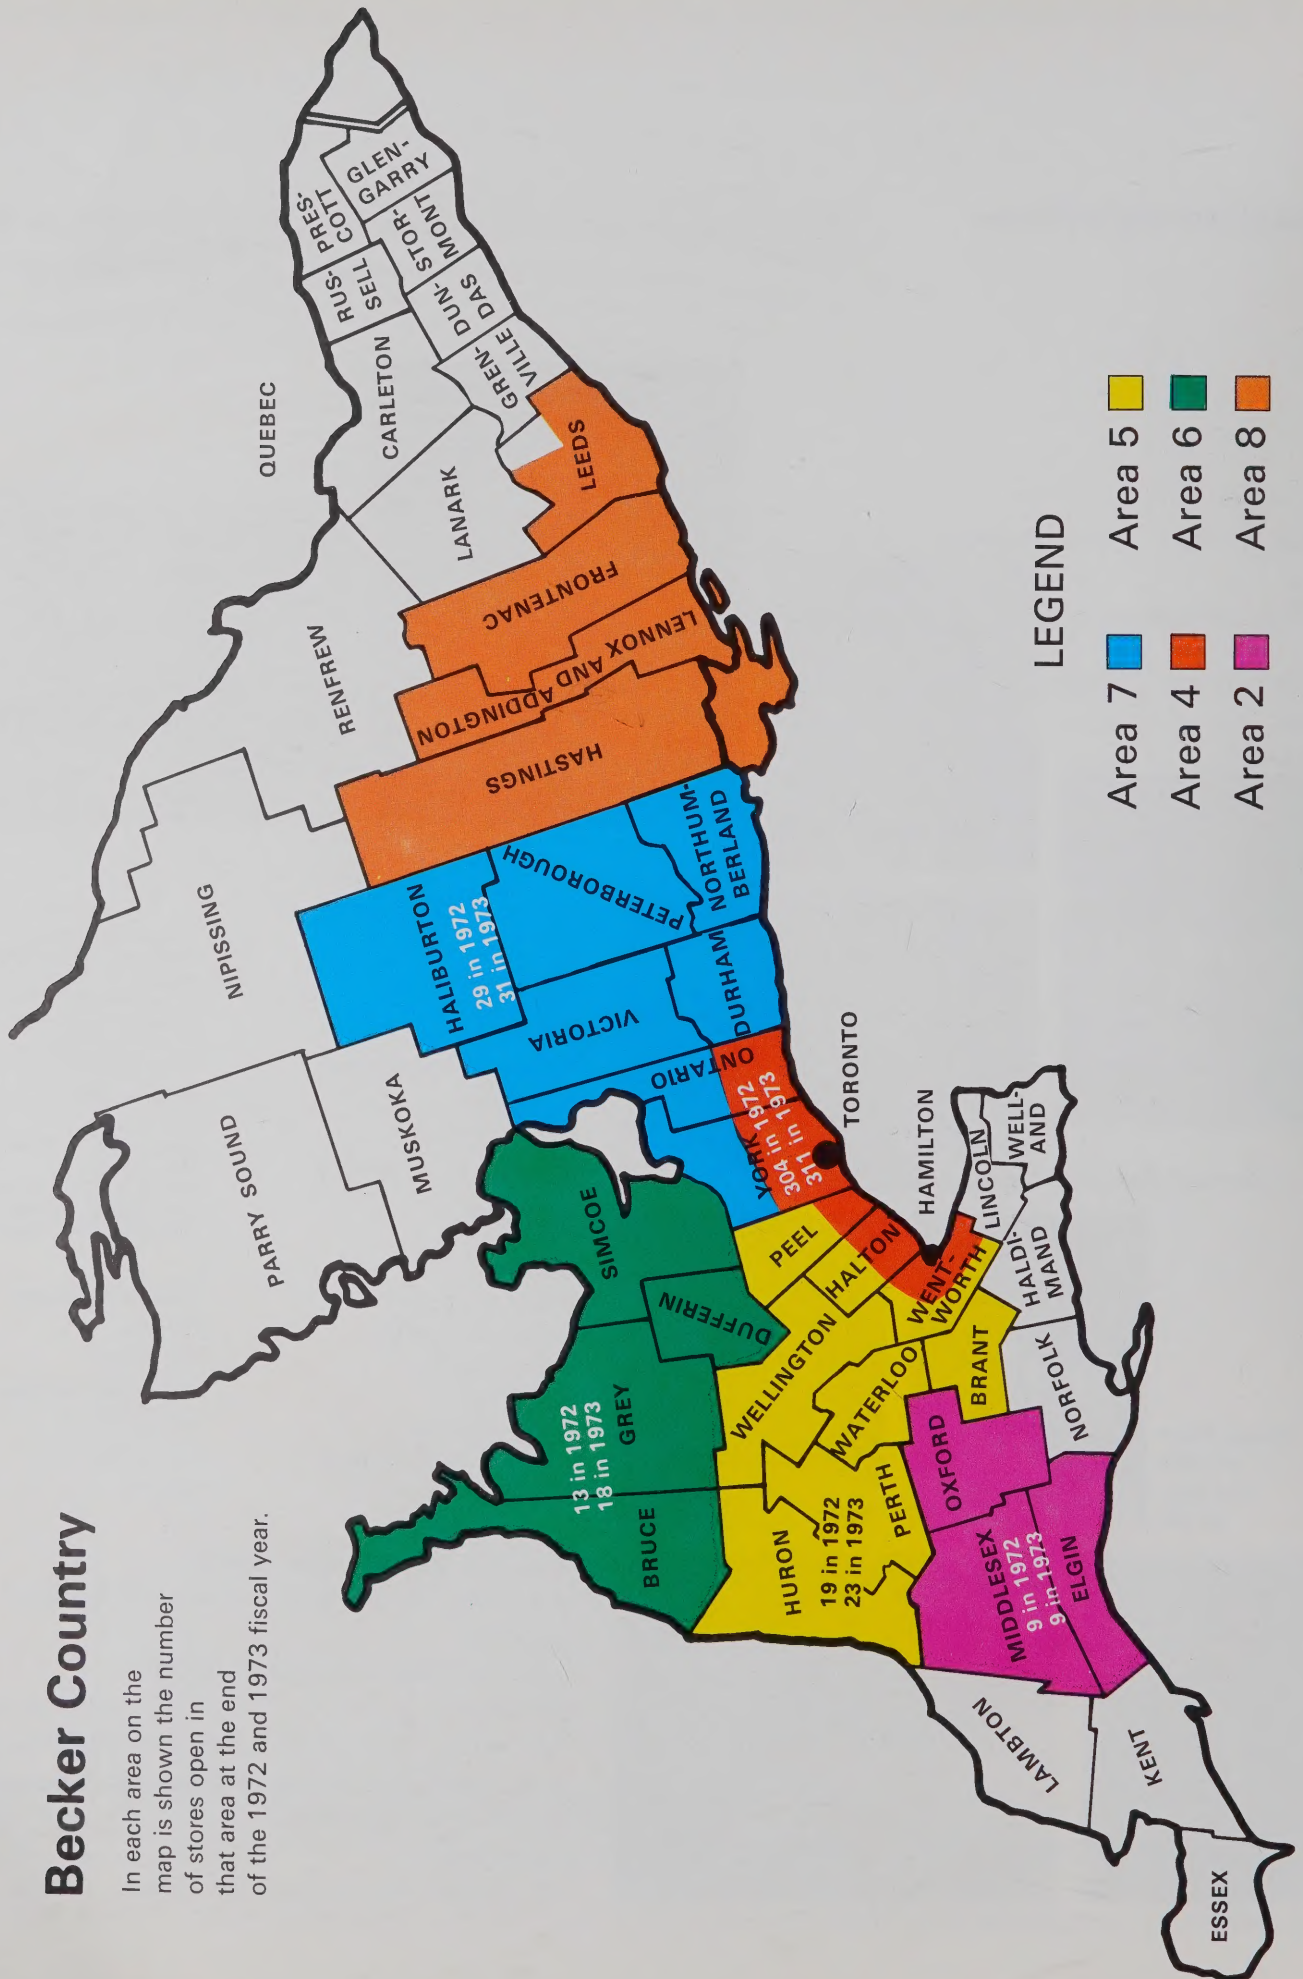 Becker Country
In each area on the
map is shown the number
of stores open in
that area at the end
of the 1972 and 1973 fiscal year.
QUEBEC
PRES-
COTT
GLEN-
GARRY
RUS-
SELL
STOR-
MONT
CARLETON
DUN-
DAS
GREN-
VILLE
LANARK
LEEDS
RENFREW
FRONTENAC
LENNOX AND
ADDINGTON
HASTINGS
NIPISSING
HALIBURTON
29 in 1972
31 in 1973
PETERBOROUGH
NORTHUM-
BERLAND
VICTORIA
DURHAM
PARRY SOUND
MUSKOKA
ONTARIO
YORK
304 in 1972
311 in 1973
TORONTO
SIMCOE
DUFFERIN
PEEL
HALTON
HAMILTON
WENT-
WORTH
LINCOLN
WELL-
AND
HALDI-
MAND
GREY
13 in 1972
18 in 1973
BRUCE
WELLINGTON
WATERLOO
BRANT
NORFOLK
HURON
PERTH
19 in 1972
23 in 1973
OXFORD
MIDDLESEX
9 in 1972
9 in 1973
ELGIN
LAMBTON
KENT
ESSEX
LEGEND
Area 7
Area 5
Area 4
Area 6
Area 2
Area 8